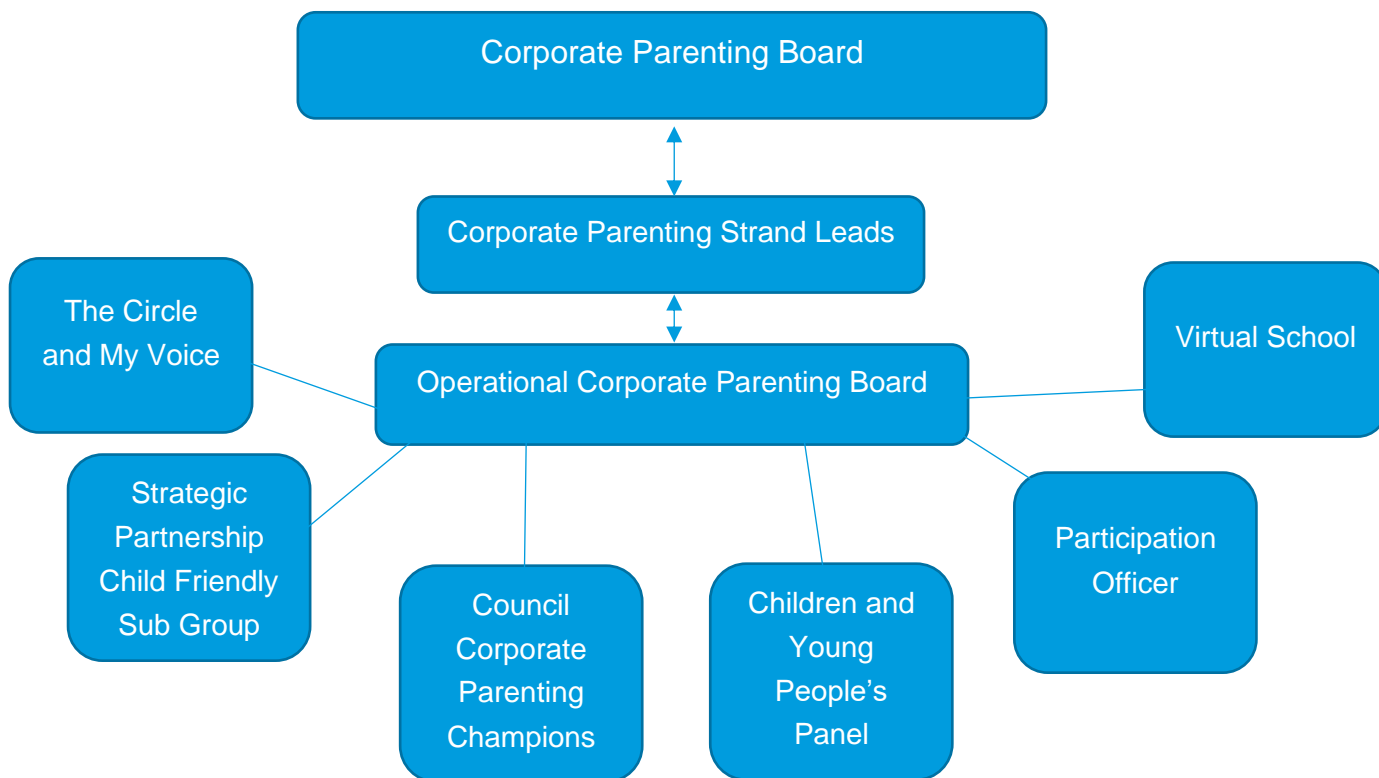 Corporate Parenting Board
Corporate Parenting Strand Leads
The Circle
and My Voice
Virtual School
Operational Corporate Parenting Board
Strategic
Partnership
Child Friendly
Sub Group
Participation
Officer
Council
Corporate
Parenting
Champions
Children and
Young
People’s
Panel